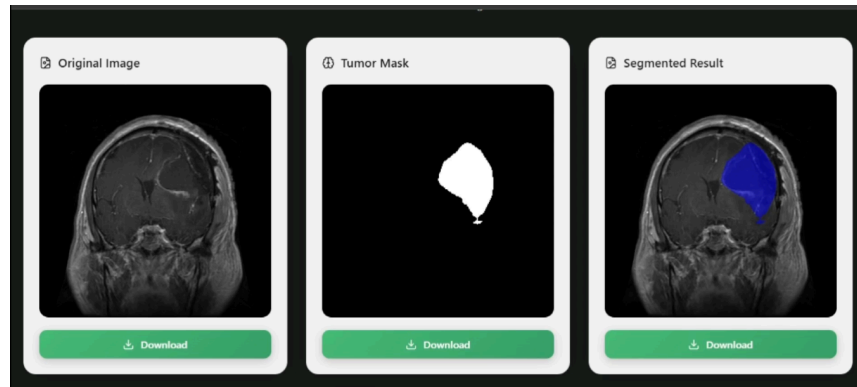 Original Image
Tumor Mask
Segmented Result
Download
Download
Download